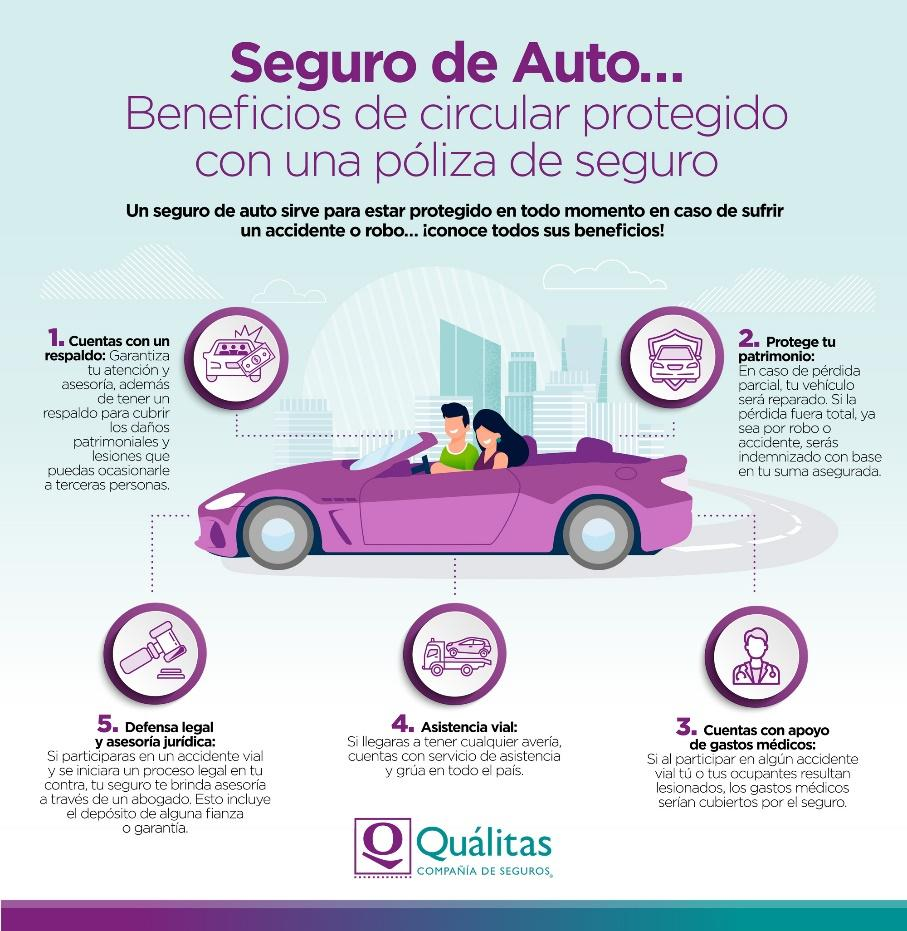 Seguro de Auto...
Beneficios de circular protegido
con una póliza de seguro
Un seguro de auto sirve para estar protegido en todo momento en caso de sufrir
un accidente o robo... ¡conoce todos sus beneficios!
1. Cuentas con un
respaldo: Garantiza
tu atención y
asesoría, además
de tener un
respaldo para cubrir
los daños
patrimoniales y
lesiones que
puedas ocasionarle
a terceras personas.
2. Protege tu
patrimonio:
En caso de pérdida
parcial, tu vehículo
será reparado. Si la
pérdida fuera total, ya
sea por robo o
accidente, serás
indemnizado con base
en tu suma asegurada.
5. Defensa legal
y asesoría jurídica:
Si participaras en un accidente vial
y se iniciara un proceso legal en tu
contra, tu seguro te brinda asesoría
a través de un abogado. Esto incluye
el depósito de alguna fianza
o garantía.
4. Asistencia vial:
Si llegaras a tener cualquier avería,
cuentas con servicio de asistencia
y grúa en todo el país.
3. Cuentas con apoyo
de gastos médicos:
Si al participar en algún accidente
vial tú o tus ocupantes resultan
lesionados, los gastos médicos
serían cubiertos por el seguro.
Q Quálitas
COMPAÑÍA DE SEGUROS